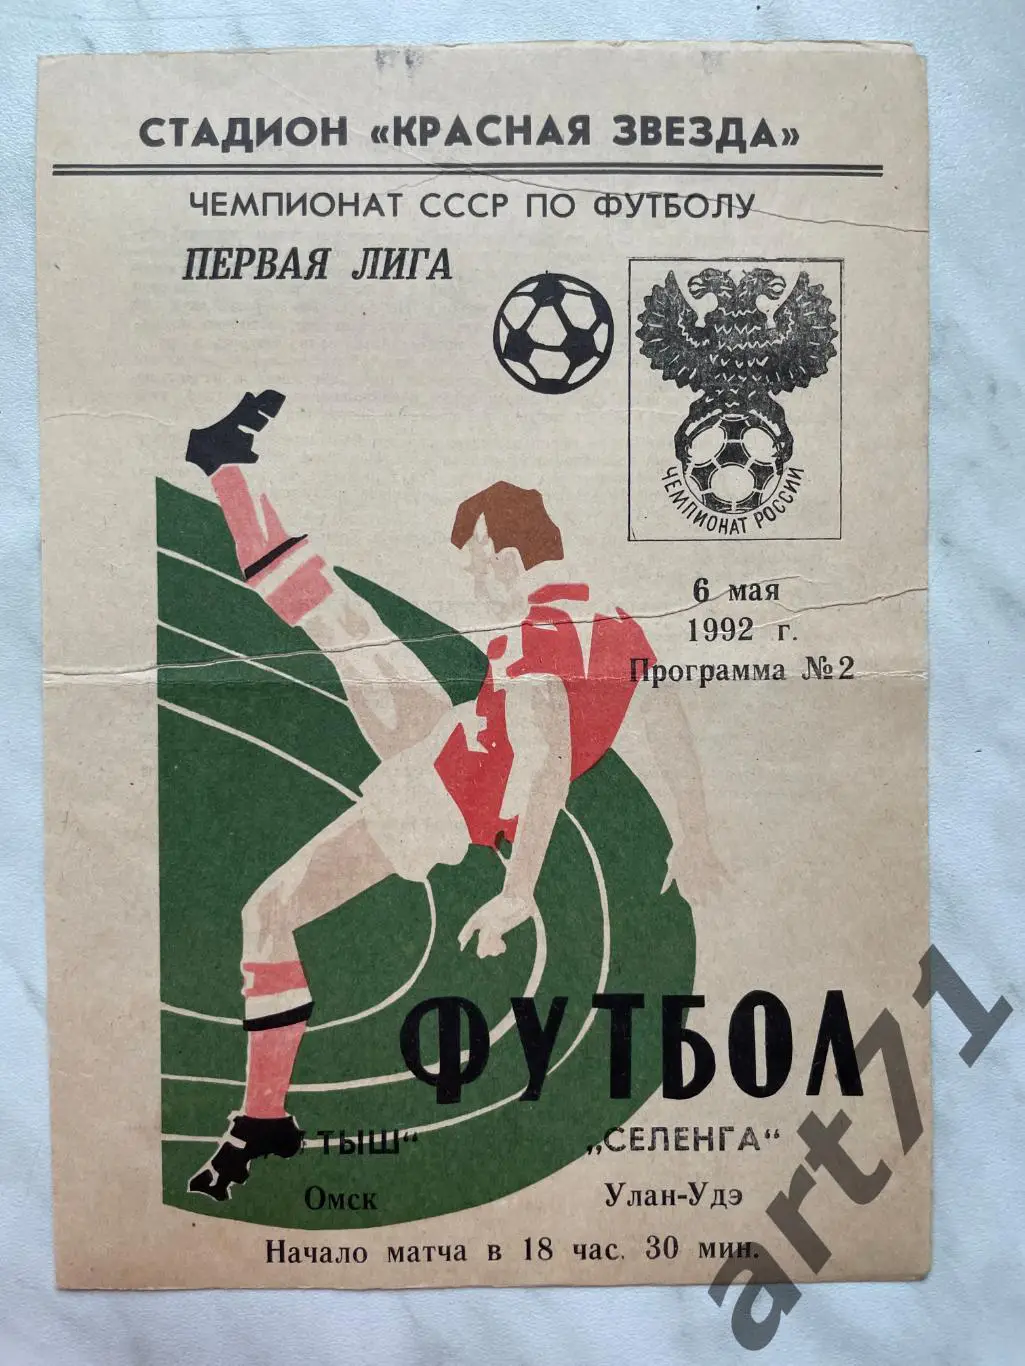 СТАДИОН «КРАСНАЯ ЗВЕЗДА»
ЧЕМПИОНАТ СССР ПО ФУТБОЛУ
ПЕРВАЯ ЛИГА
ЧЕМПИОНАТ РОССИИ
6 мая
1992 г.
Программа №2
ФУТБОЛ
„СЕЛЕНГА“
Омск Улан-Удэ
Начало матча в 18 час. 30 мин.
art71